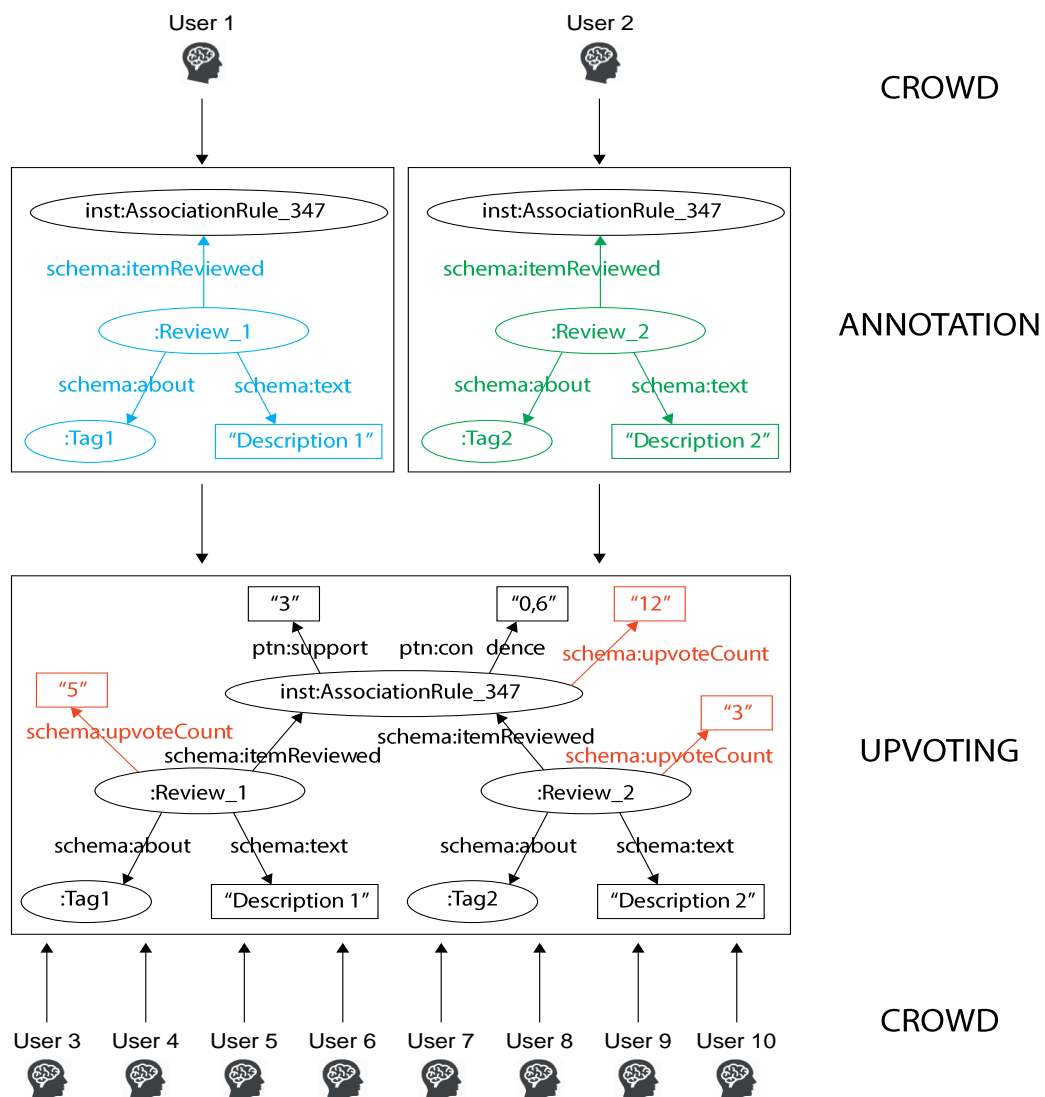 User 1
User 2
CROWD
inst:AssociationRule_347
inst:AssociationRule_347
schema:itemReviewed
schema:itemReviewed
:Review_1
:Review_2
ANNOTATION
schema:about
schema:text
schema:about
schema:text
:Tag1
“Description 1”
:Tag2
“Description 2”
“3”
“0,6”
“12”
ptn:support
ptn:con dence
schema:upvoteCount
“5”
inst:AssociationRule_347
“3”
schema:upvoteCount
schema:itemReviewed
schema:itemReviewed
schema:upvoteCount
UPVOTING
:Review_1
:Review_2
schema:about
schema:text
schema:about
schema:text
:Tag1
“Description 1”
:Tag2
“Description 2”
CROWD
User 3
User 4
User 5
User 6
User 7
User 8
User 9
User 10